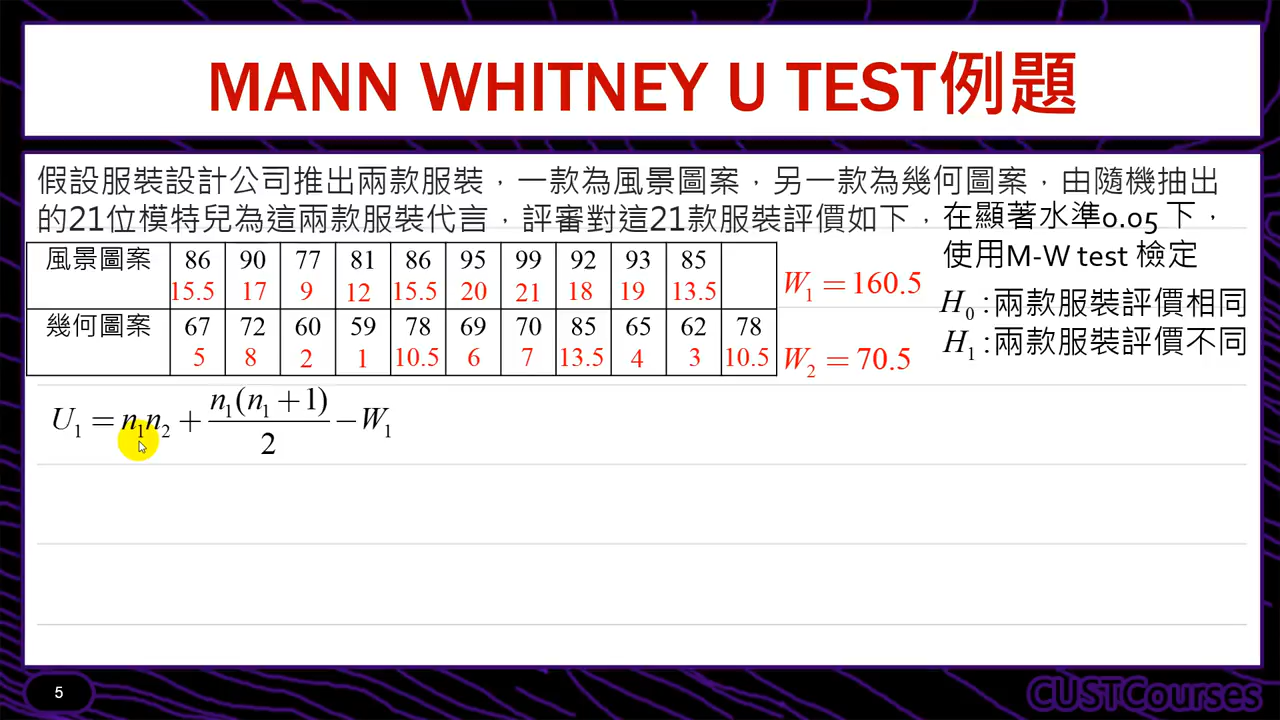 MANN WHITNEY U TEST例題
假設服裝設計公司推出兩款服裝，一款為風景圖案，另一款為幾何圖案，由隨機抽出
的21位模特兒為這兩款服裝代言，評審對這21款服裝評價如下，在顯著水準0.05下，
使用M-W test 檢定
風景圖案 86 90 77 81 86 95 99 92 93 85
15.5 17 9 12 15.5 20 21 18 19 13.5
W₁ = 160.5
幾何圖案 67 72 60 59 78 69 70 85 65 62 78
5 8 2 1 10.5 6 7 13.5 4 3 10.5
W₂ = 70.5
H₀ :兩款服裝評價相同
H₁ :兩款服裝評價不同
U₁ = n₁n₂ + n₁(n₁+1)/2 − W₁
5
CUSTCourses